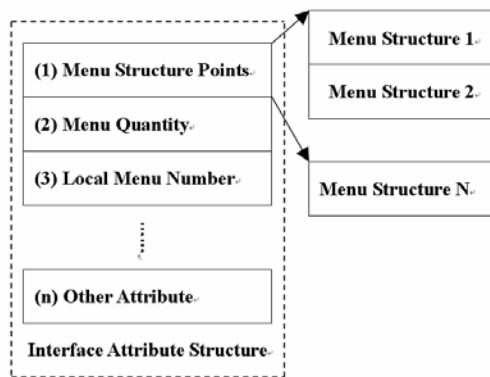 (1) Menu Structure Points
(2) Menu Quantity
(3) Local Menu Number
(n) Other Attribute
Interface Attribute Structure
Menu Structure 1
Menu Structure 2
Menu Structure N